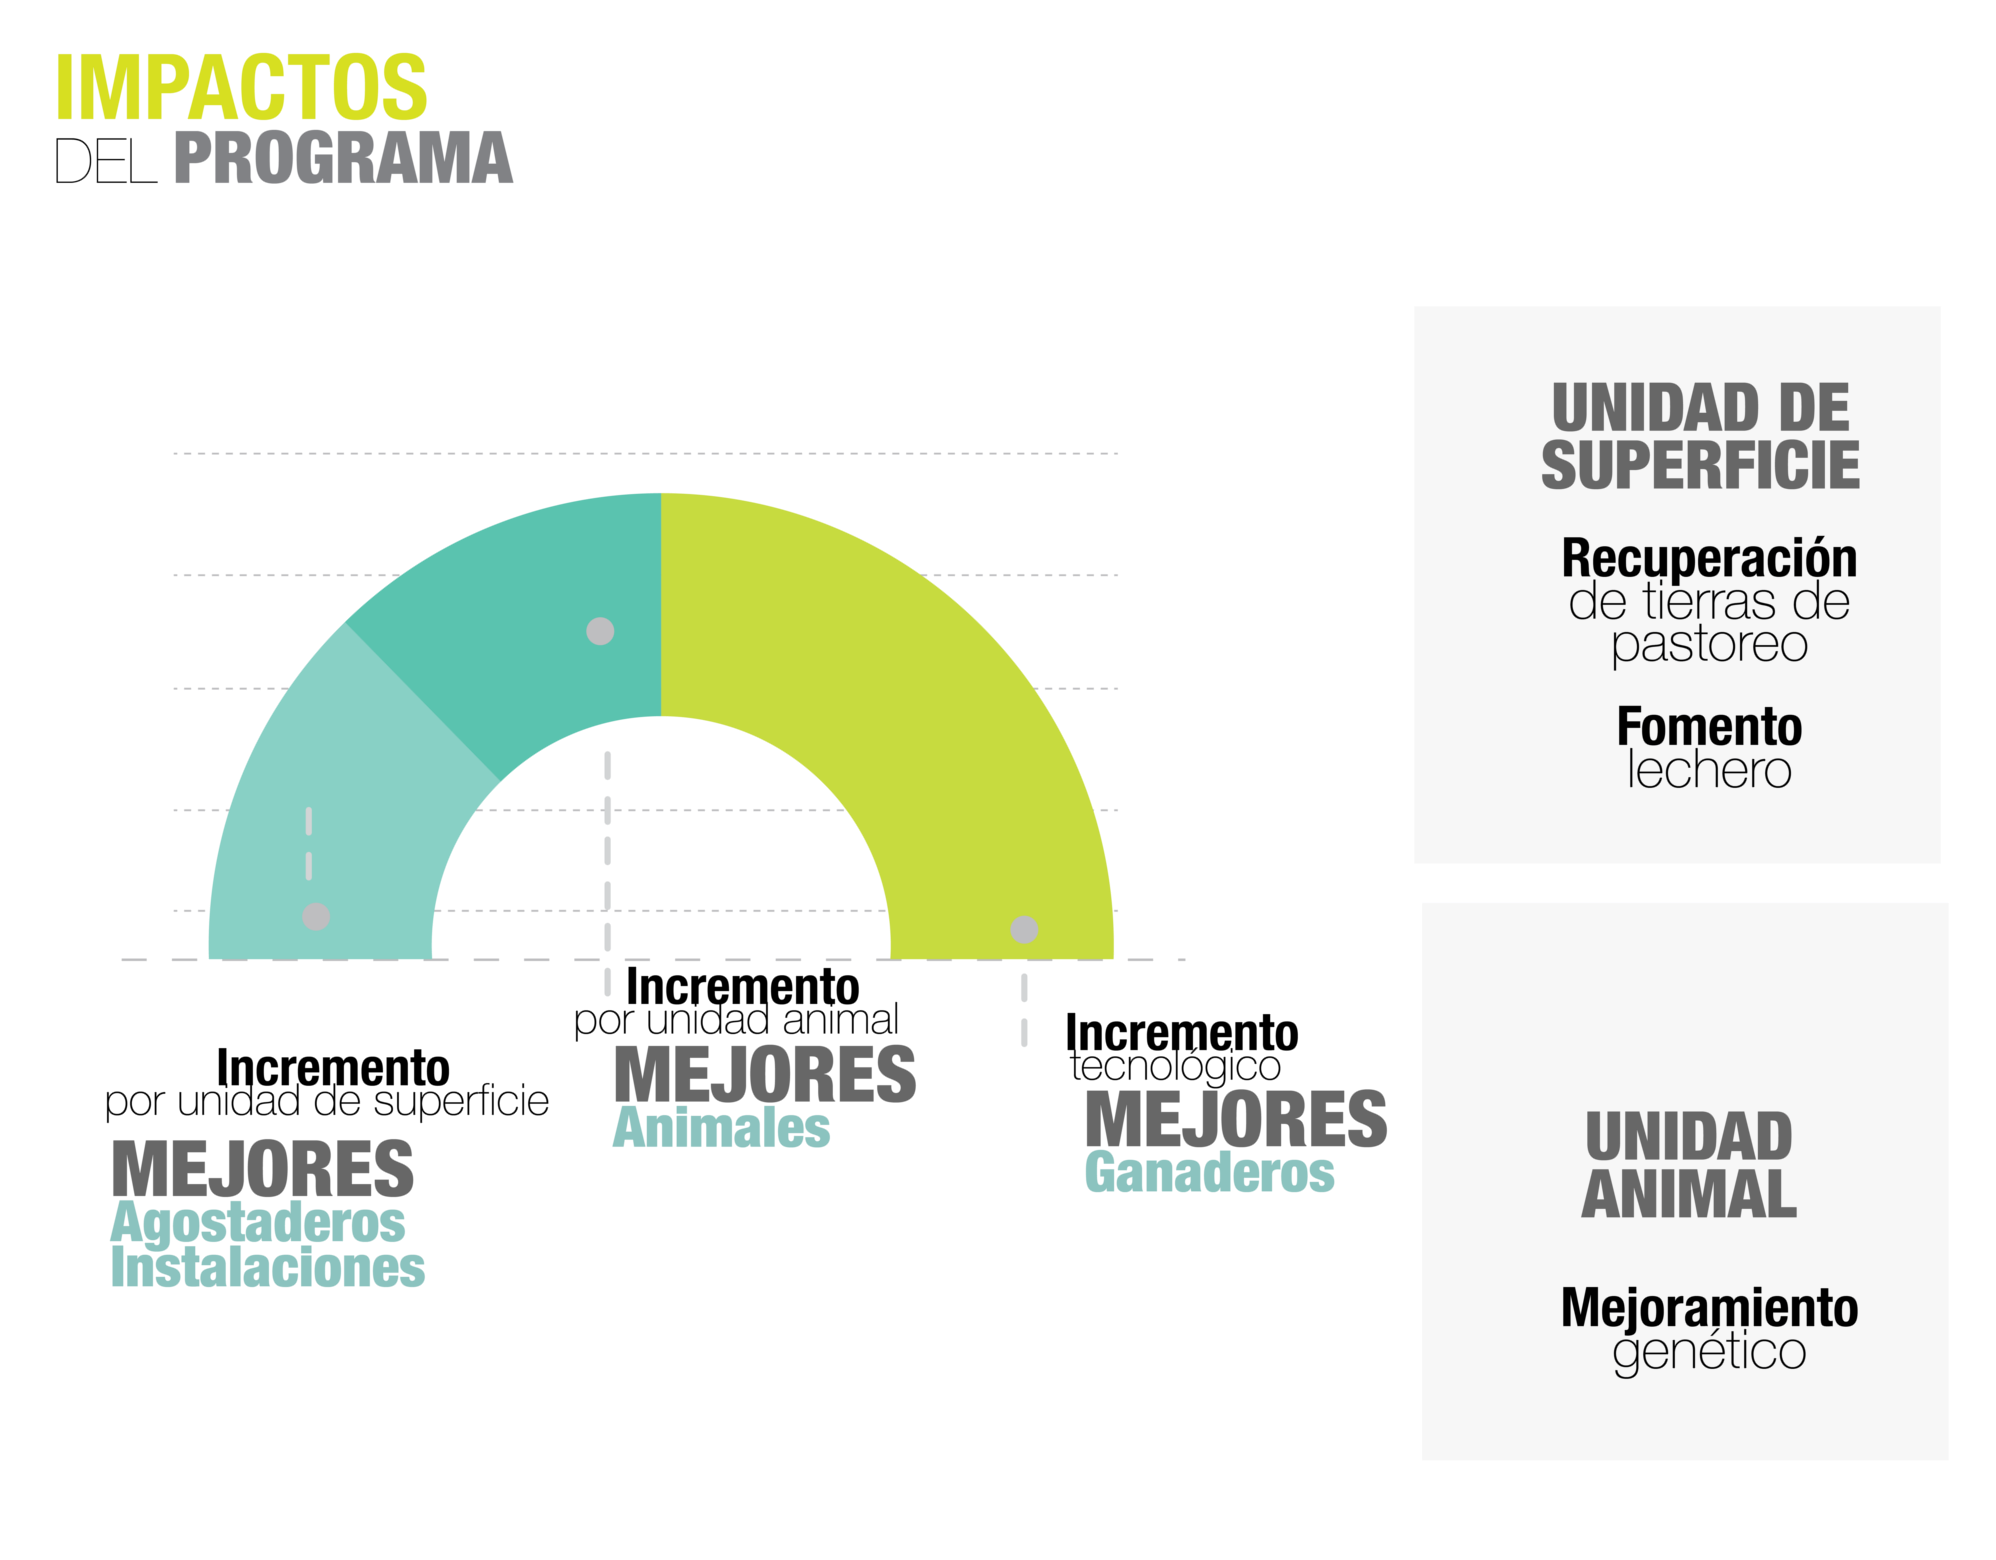 IMPACTOS
DEL PROGRAMA
Incremento
por unidad de superficie
MEJORES
Agostaderos
Instalaciones
Incremento
por unidad animal
MEJORES
Animales
Incremento
tecnológico
MEJORES
Ganaderos
UNIDAD DE
SUPERFICIE
Recuperación
de tierras de
pastoreo
Fomento
lechero
UNIDAD
ANIMAL
Mejoramiento
genético